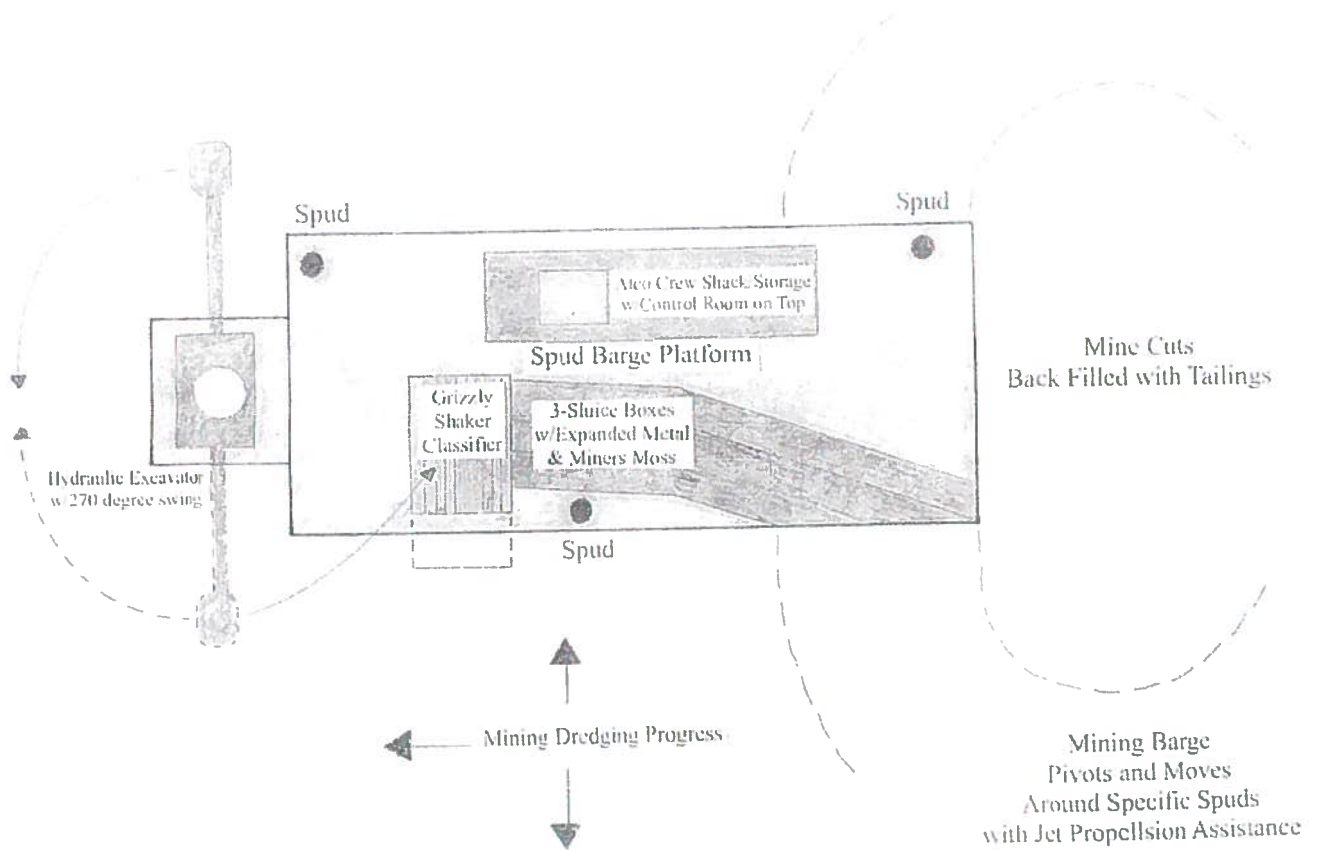 Spud
Spud
Atco Crew Shack/Storage
w/Control Room on Top
Spud Barge Platform
Mine Cuts
Back Filled with Tailings
Grizzly
Shaker
Classifier
3-Sluice Boxes
w/Expanded Metal
& Miners Moss
Hydraulic Excavator
w/ 270 degree swing
Spud
Mining Dredging Progress
Mining Barge
Pivots and Moves
Around Specific Spuds
with Jet Propellsion Assistance